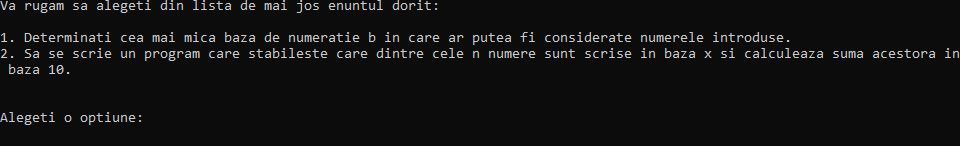 Va rugam sa alegeti din lista de mai jos enuntul dorit:
1. Determinati cea mai mica baza de numeratie b in care ar putea fi considerate numerele introduse.
2. Sa se scrie un program care stabileste care dintre cele n numere sunt scrise in baza x si calculeaza suma acestora in
baza 10.
Alegeti o optiune: